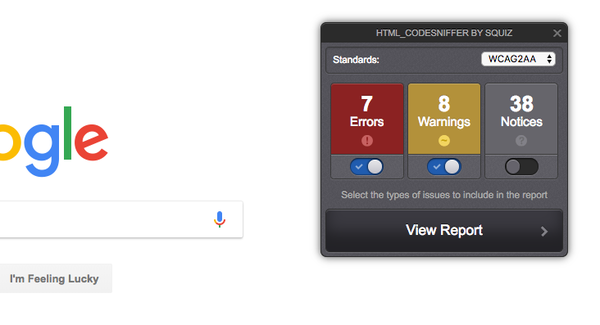 HTML_CODESNIFFER BY SQUIZ
Standards: WCAG2AA
7 8 38
Errors Warnings Notices
Select the types of issues to include in the report
View Report
ogle
I'm Feeling Lucky